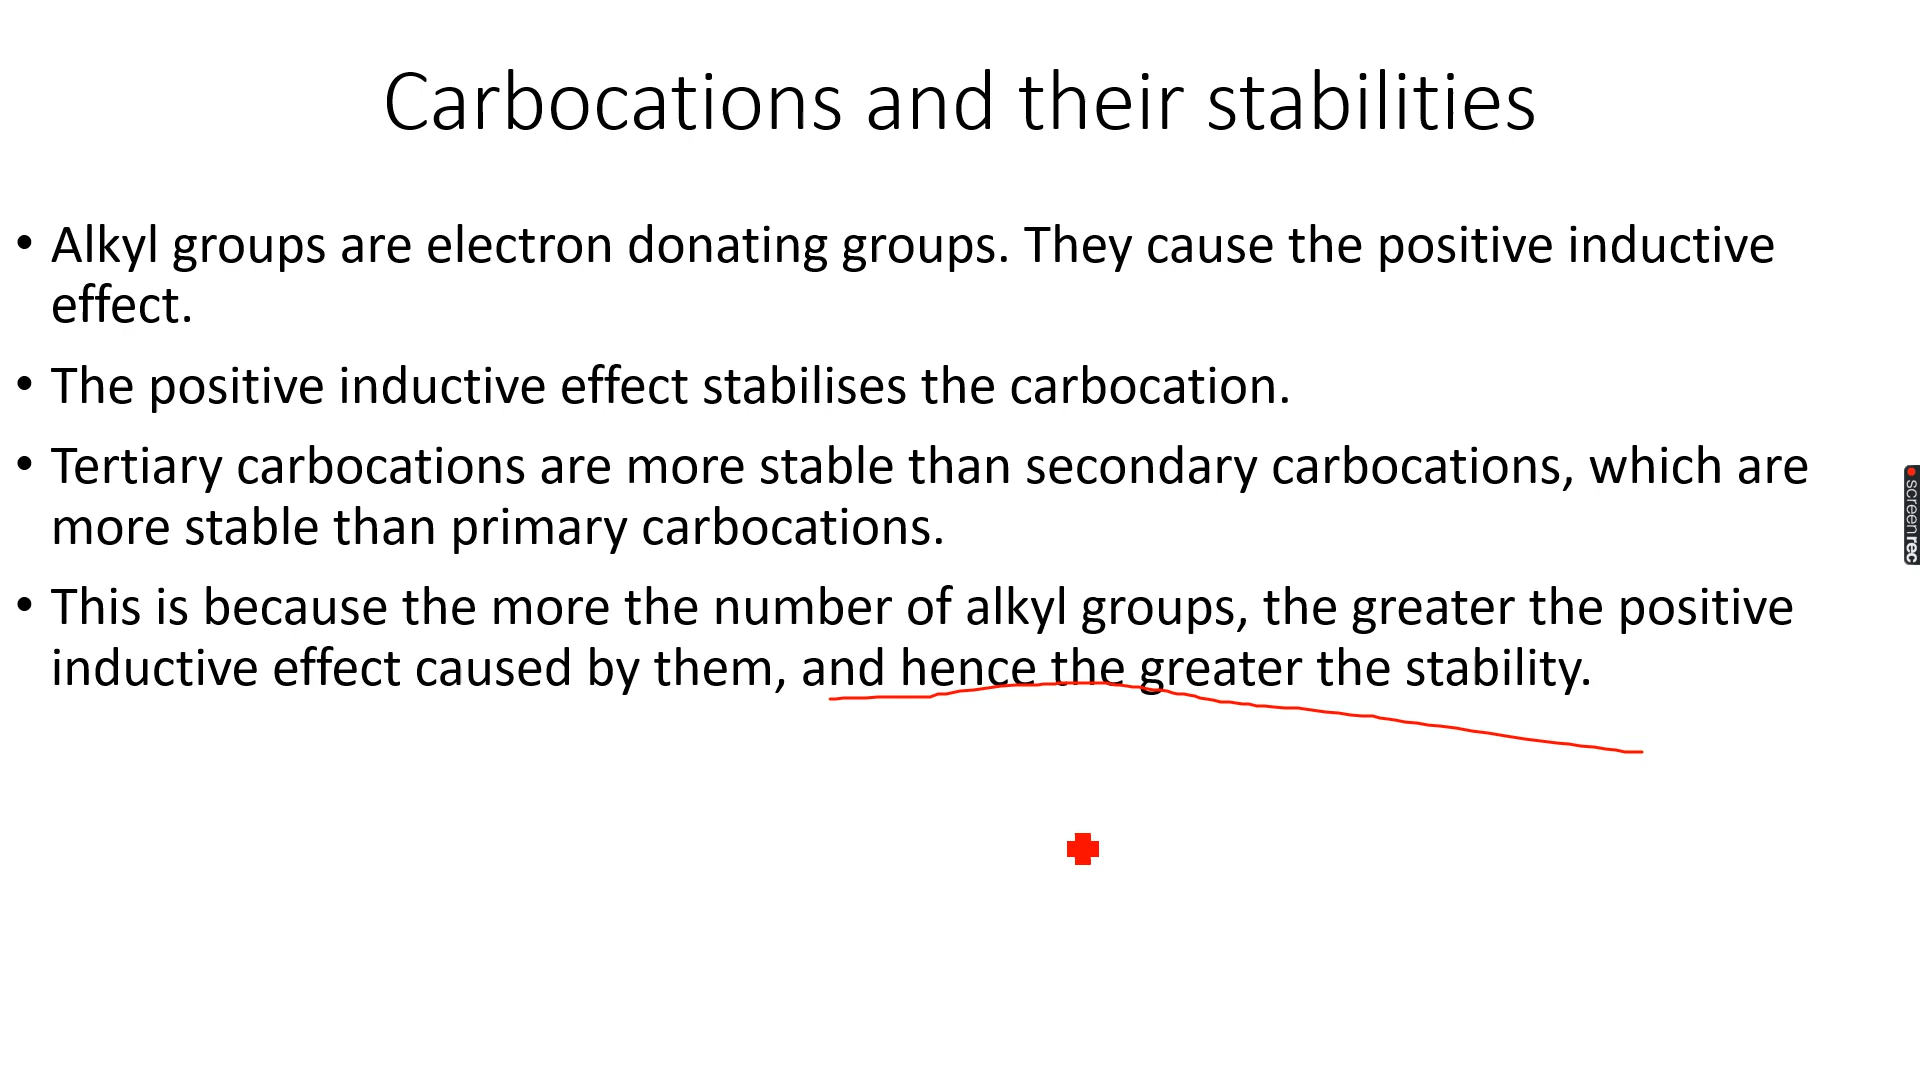 Carbocations and their stabilities
• Alkyl groups are electron donating groups. They cause the positive inductive
effect.
• The positive inductive effect stabilises the carbocation.
• Tertiary carbocations are more stable than secondary carbocations, which are
more stable than primary carbocations.
• This is because the more the number of alkyl groups, the greater the positive
inductive effect caused by them, and hence the greater the stability.
screenrec